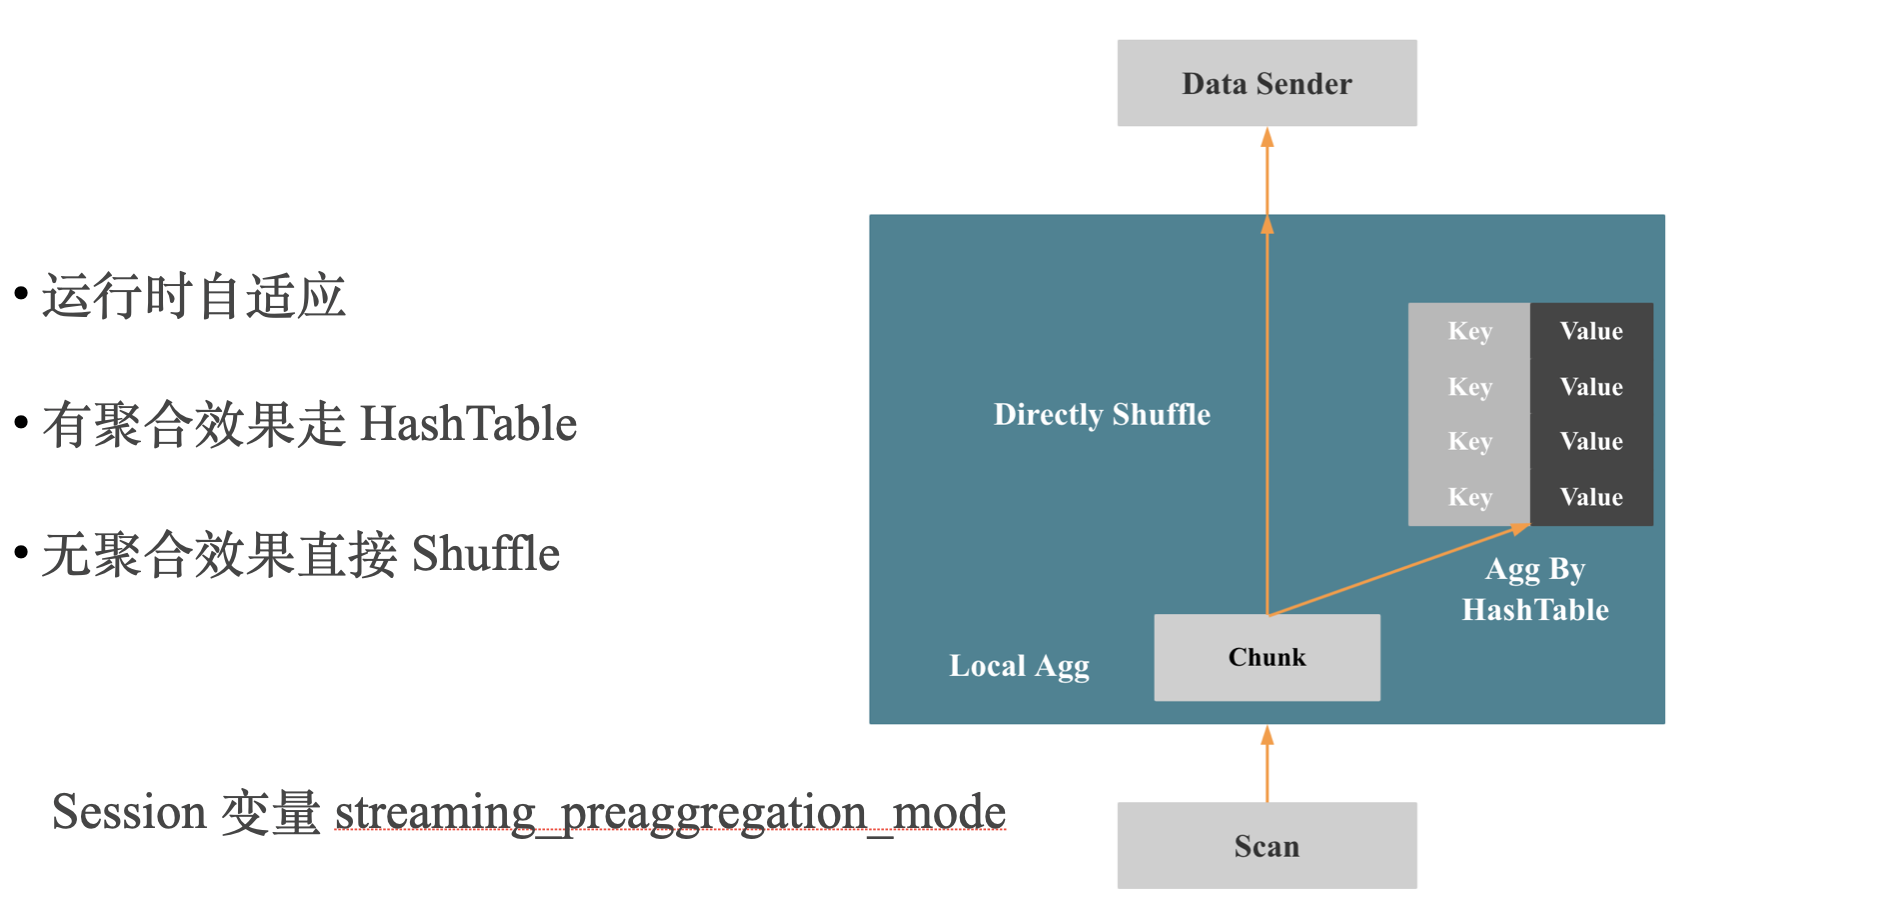 • 运行时自适应
• 有聚合效果走 HashTable
• 无聚合效果直接 Shuffle
Session 变量 streaming_preaggregation_mode
Data Sender
Directly Shuffle
Key Value
Key Value
Key Value
Key Value
Agg By
HashTable
Local Agg
Chunk
Scan